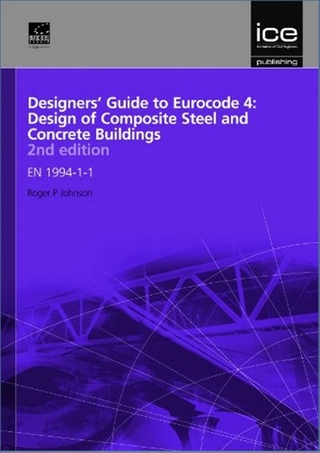 ice
publishing
Designers' Guide to Eurocode 4:
Design of Composite Steel and
Concrete Buildings
2nd edition
EN 1994-1-1
Roger P Johnson